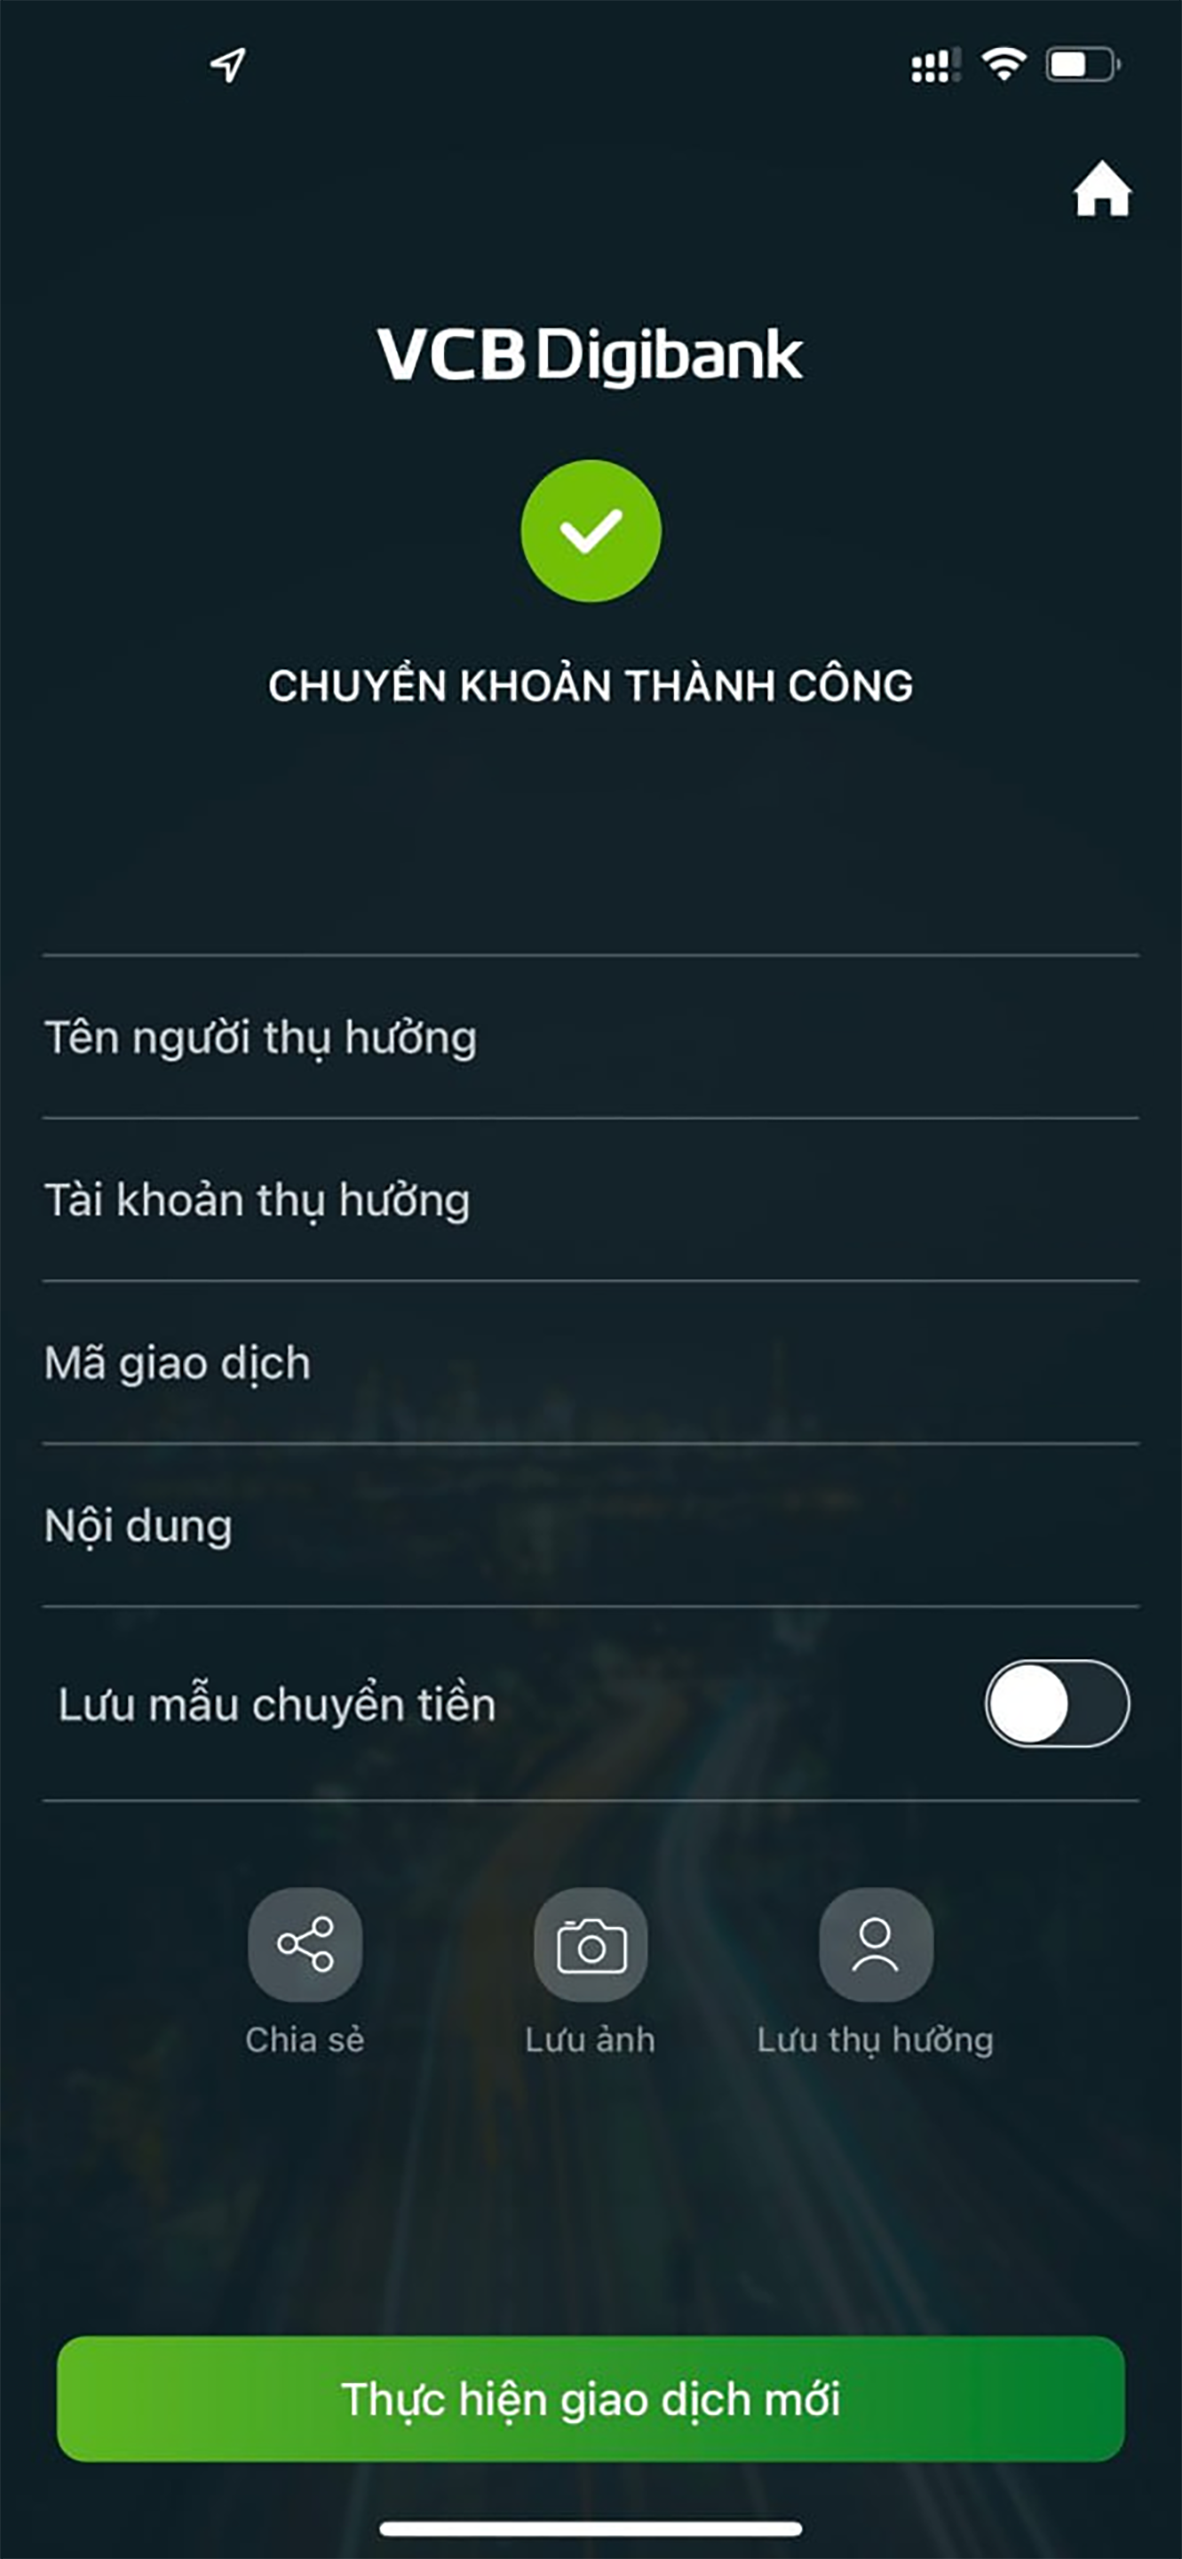 VCB Digibank
CHUYỂN KHOẢN THÀNH CÔNG
Tên người thụ hưởng
Tài khoản thụ hưởng
Mã giao dịch
Nội dung
Lưu mẫu chuyển tiền
Chia sẻ
Lưu ảnh
Lưu thụ hưởng
Thực hiện giao dịch mới